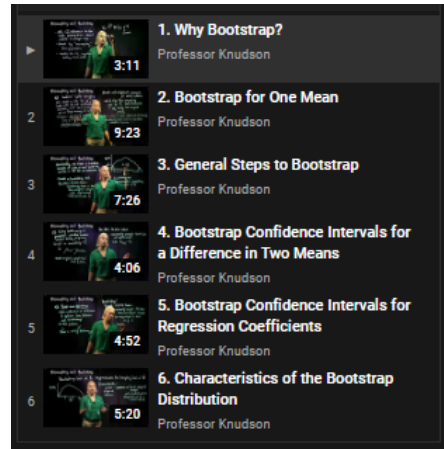 1. Why Bootstrap?
Professor Knudson
3:11
2
2. Bootstrap for One Mean
Professor Knudson
9:23
3
3. General Steps to Bootstrap
Professor Knudson
7:26
4
4. Bootstrap Confidence Intervals for
a Difference in Two Means
Professor Knudson
4:06
5
5. Bootstrap Confidence Intervals for
Regression Coefficients
Professor Knudson
4:52
6
6. Characteristics of the Bootstrap
Distribution
Professor Knudson
5:20